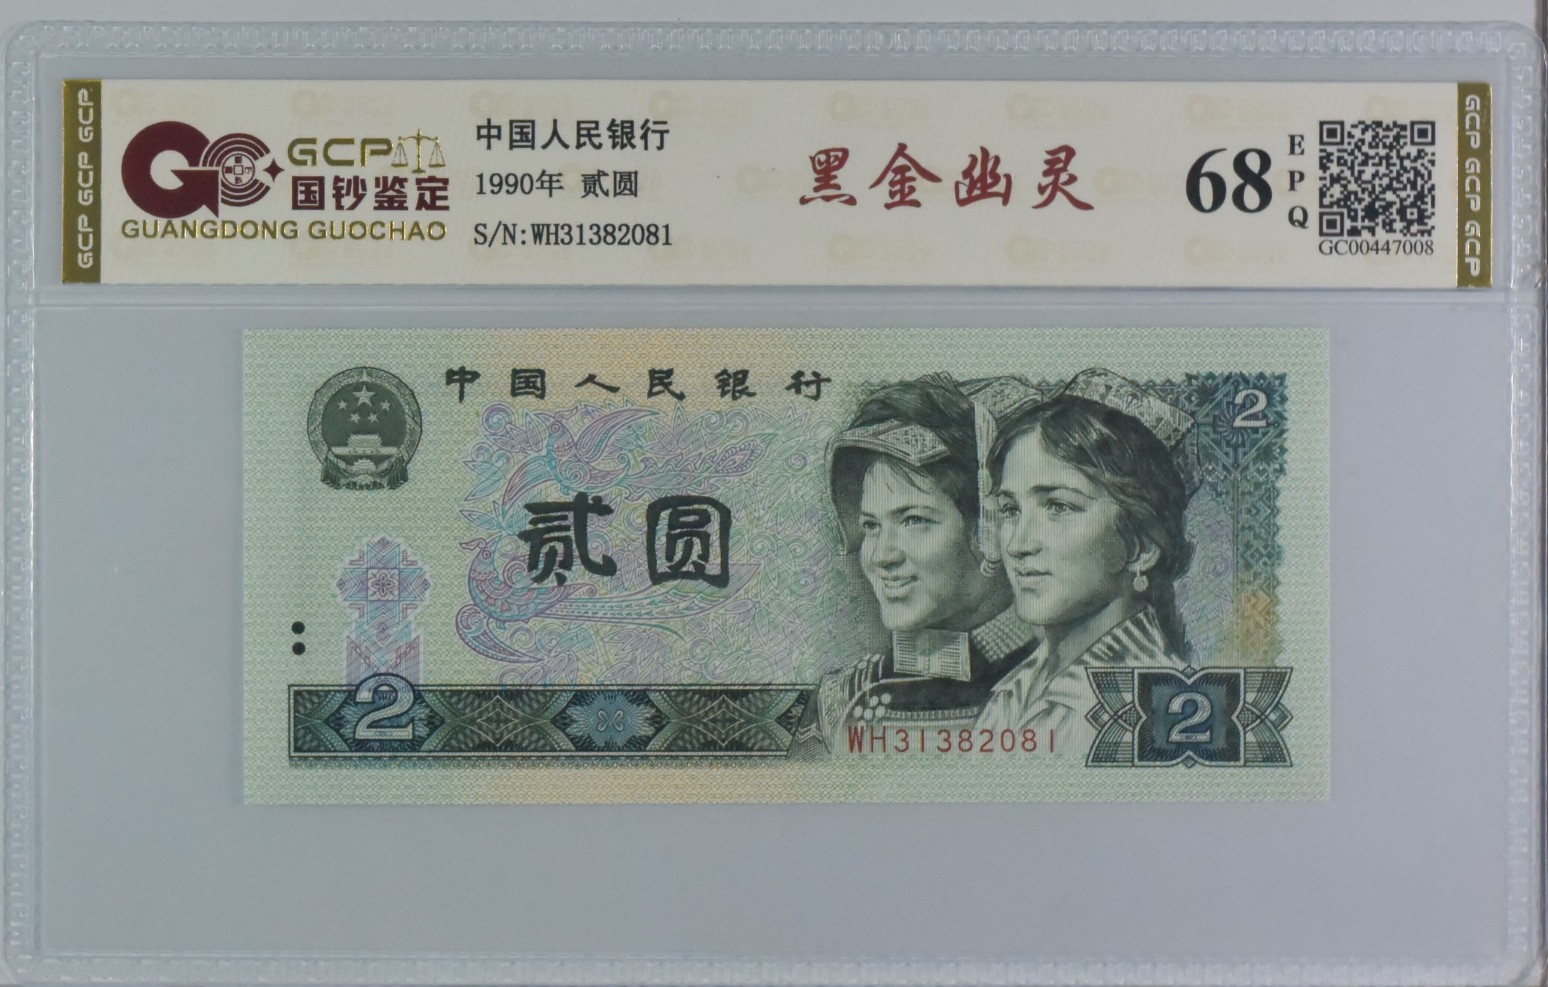 GCP GCP GCP
GCP
国钞鉴定
GUANGDONG GUOCHAO
中国人民银行
1990年 贰圆
S/N:WH31382081
黑金幽灵
68
EPQ
GC00447008
GCP GCP GCP
中国人民银行
2
贰圆
2
WH31382081
2